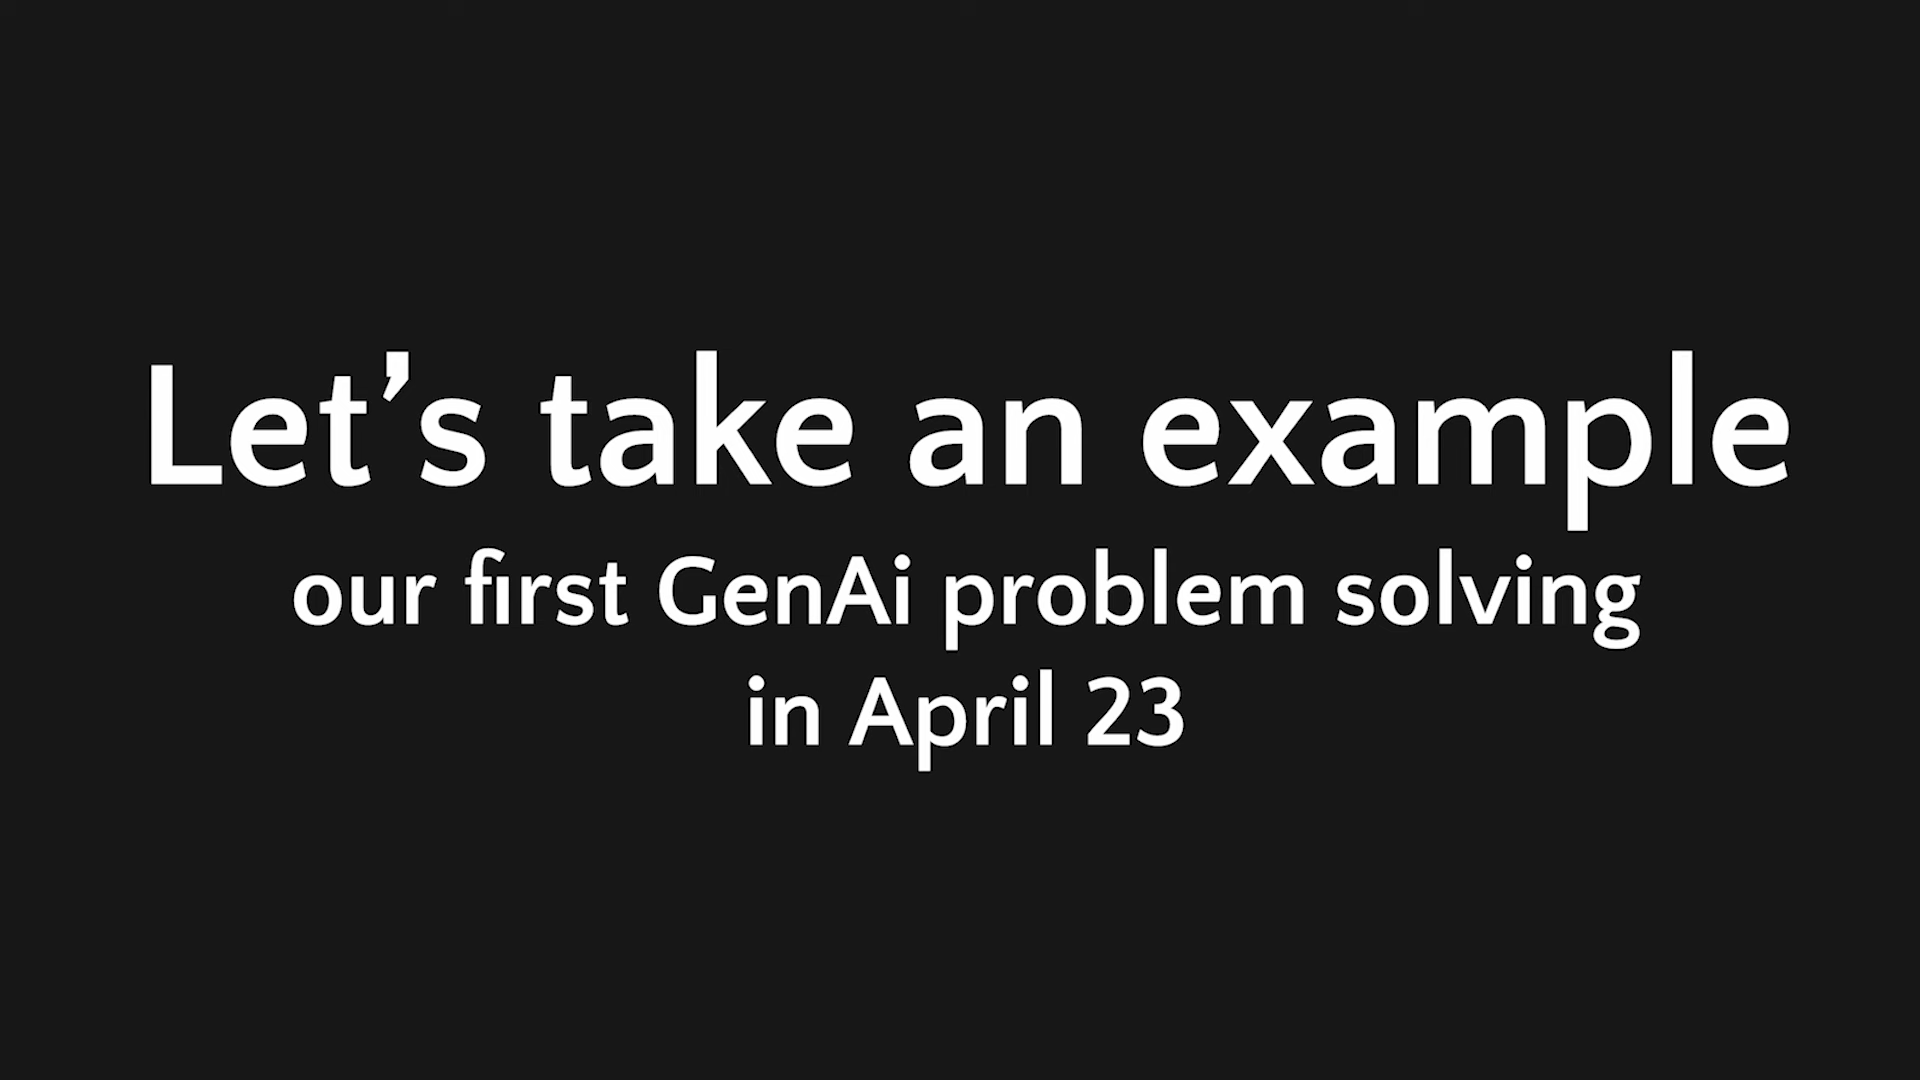 Let’s take an example
our first GenAi problem solving
in April 23